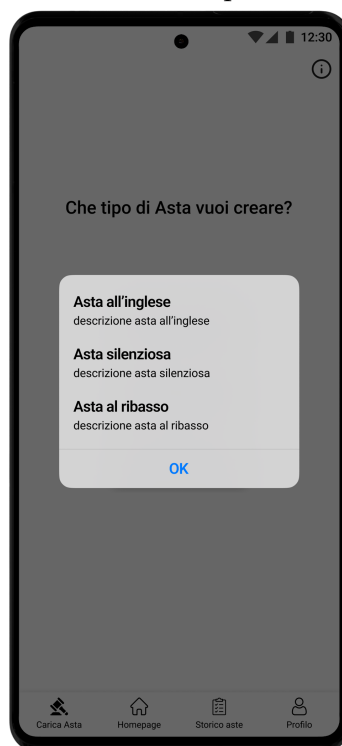 12:30
Che tipo di Asta vuoi creare?
Asta all’inglese
descrizione asta all’inglese
Asta silenziosa
descrizione asta silenziosa
Asta al ribasso
descrizione asta al ribasso
OK
Carica Asta
Homepage
Storico aste
Profilo